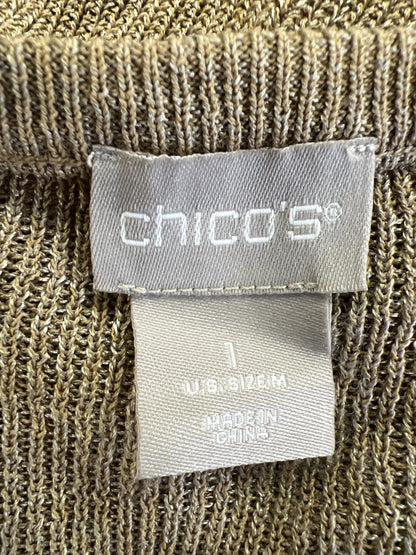 chico's®
1
U.S. SIZE: M
MADE IN
CHINA